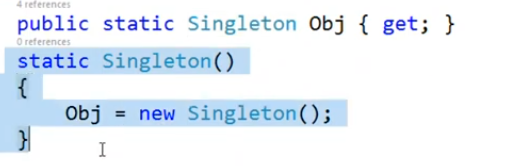 4 references
public static Singleton Obj { get; }
0 references
static Singleton()
{
Obj = new Singleton();
}